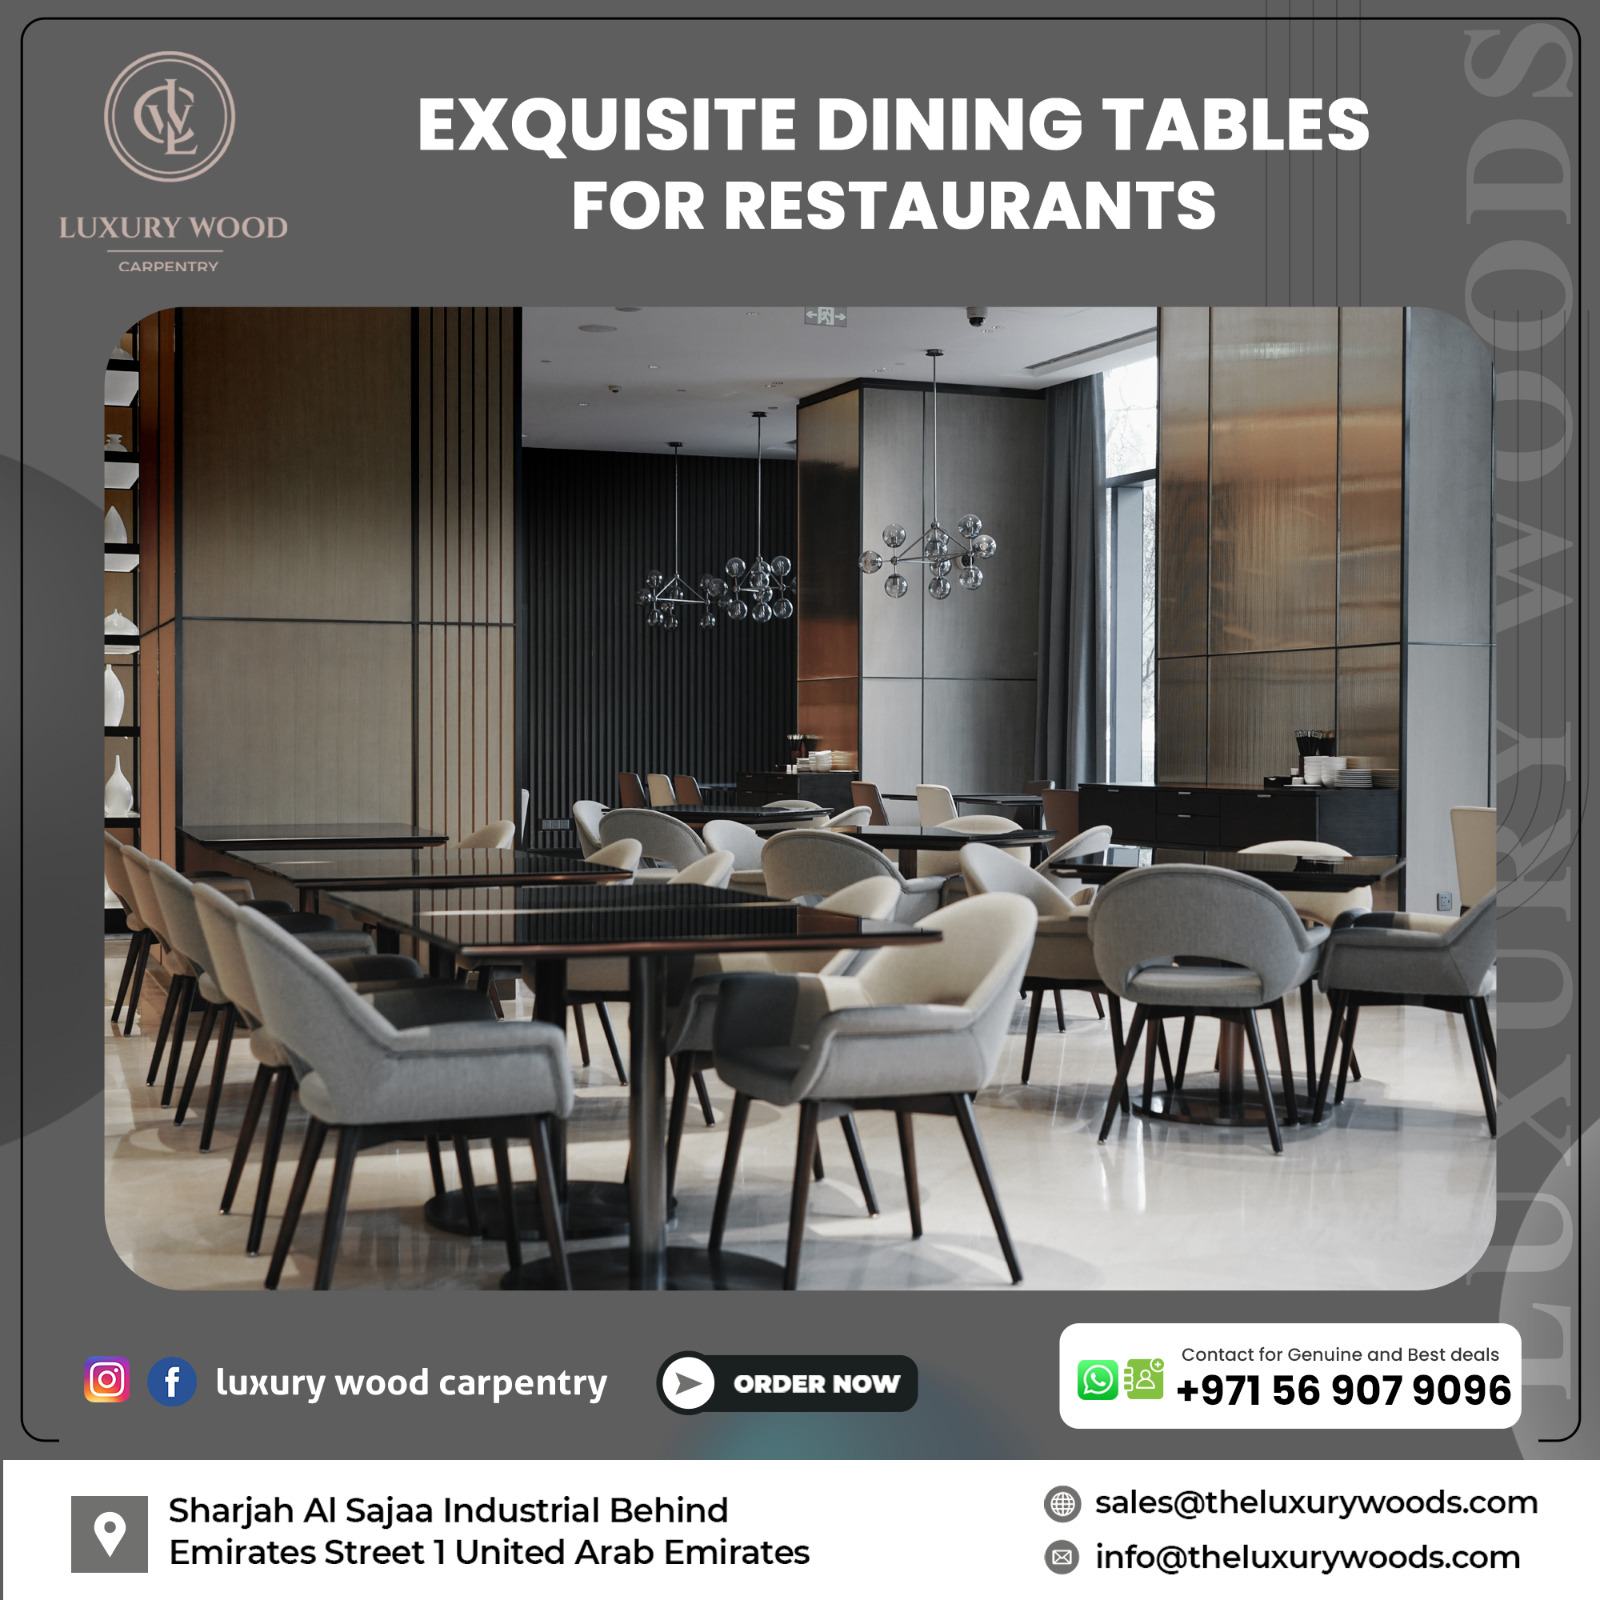 LUXURY WOOD
CARPENTRY
EXQUISITE DINING TABLES
FOR RESTAURANTS
LUXURY WOODS
luxury wood carpentry
ORDER NOW
Contact for Genuine and Best deals
+971 56 907 9096
Sharjah Al Sajaa Industrial Behind
Emirates Street 1 United Arab Emirates
sales@theluxurywoods.com
info@theluxurywoods.com